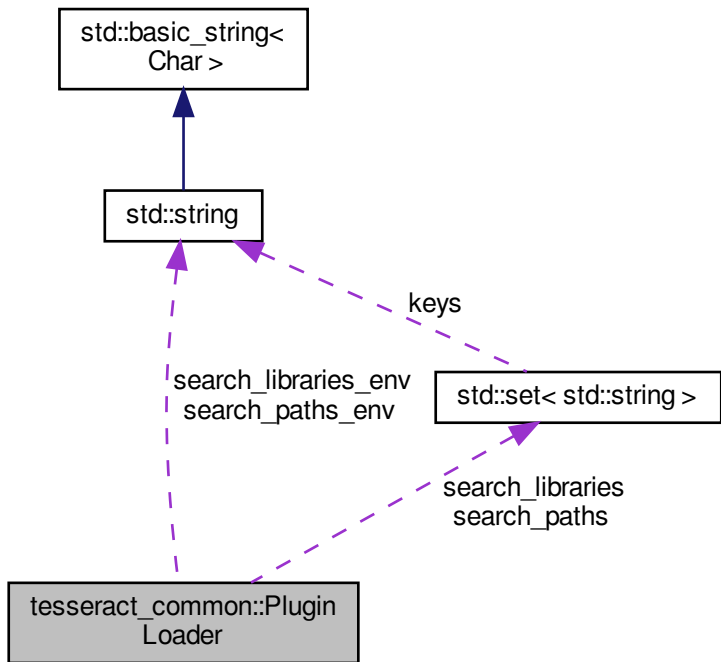 std::basic_string<
Char >
std::string
keys
search_libraries_env
search_paths_env
std::set< std::string >
search_libraries
search_paths
tesseract_common::Plugin
Loader